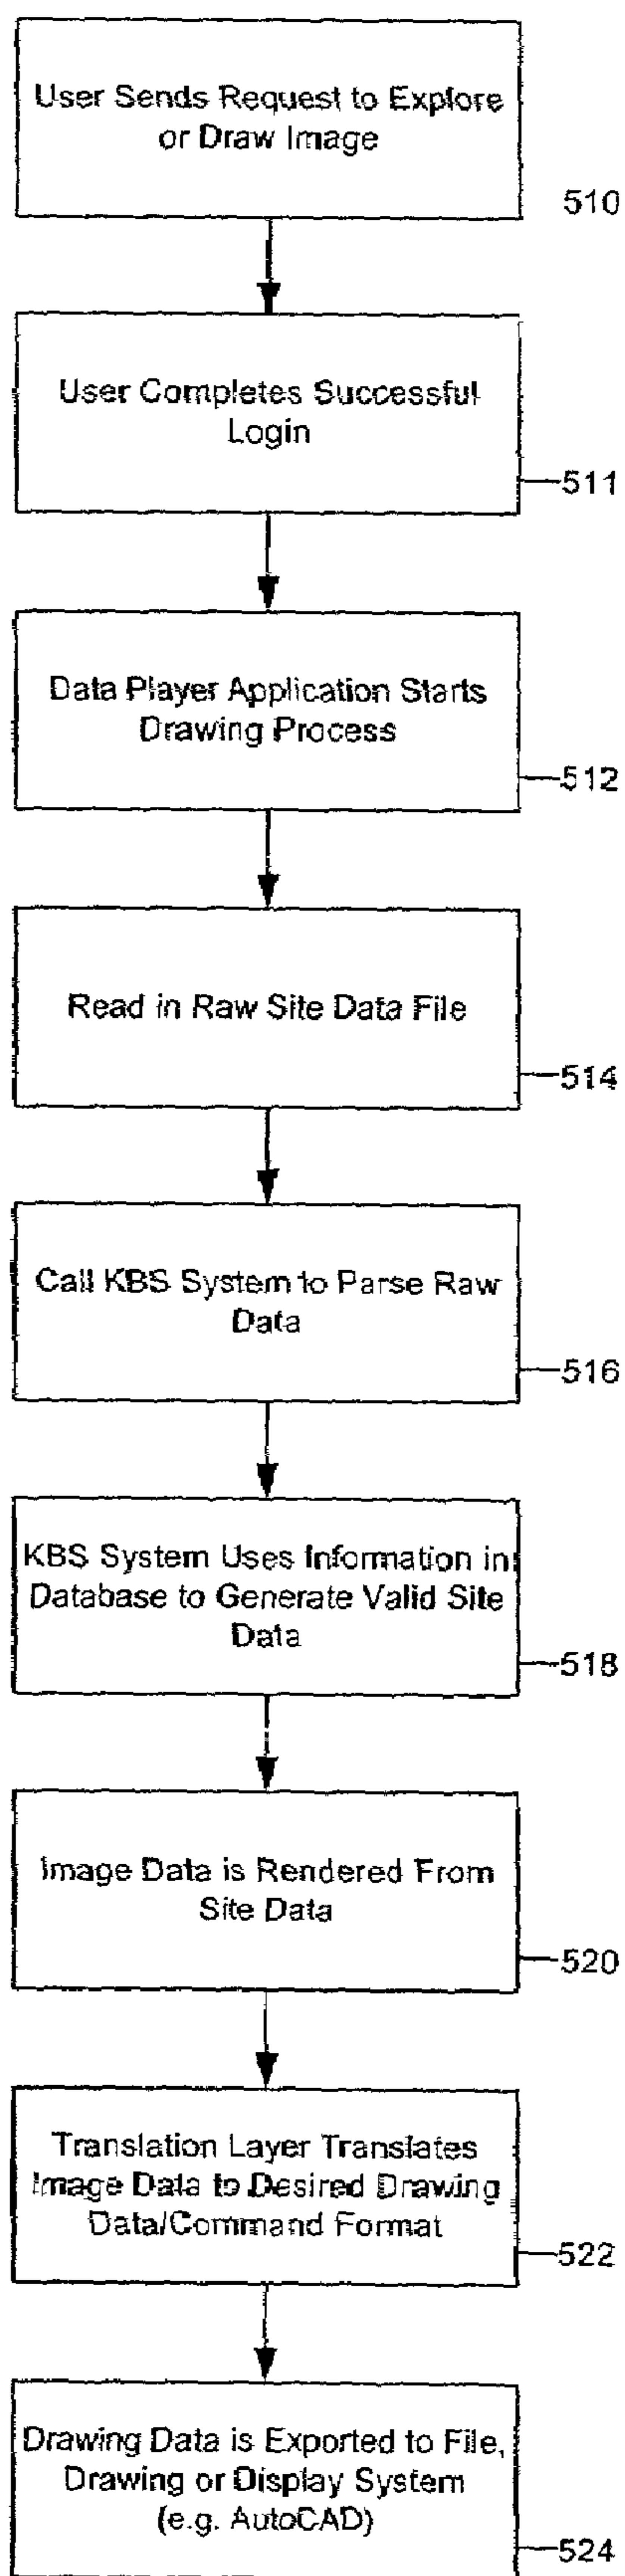 User Sends Request to Explore
or Draw Image
510
User Completes Successful
Login
511
Data Player Application Starts
Drawing Process
512
Read in Raw Site Data File
514
Call KBS System to Parse Raw
Data
516
KBS System Uses Information in
Database to Generate Valid Site
Data
518
Image Data is Rendered From
Site Data
520
Translation Layer Translates
Image Data to Desired Drawing
Data/Command Format
522
Drawing Data is Exported to File,
Drawing or Display System
(e.g. AutoCAD)
524